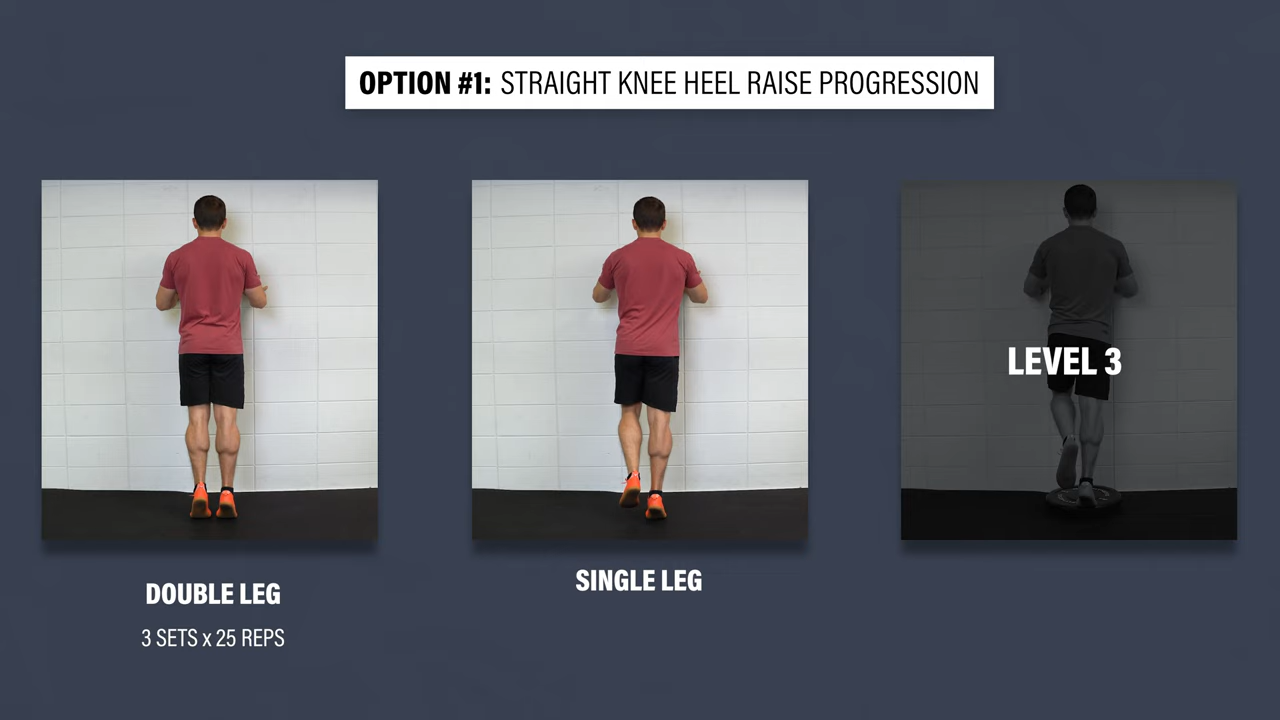 OPTION #1: STRAIGHT KNEE HEEL RAISE PROGRESSION
LEVEL 3
DOUBLE LEG
3 SETS x 25 REPS
SINGLE LEG